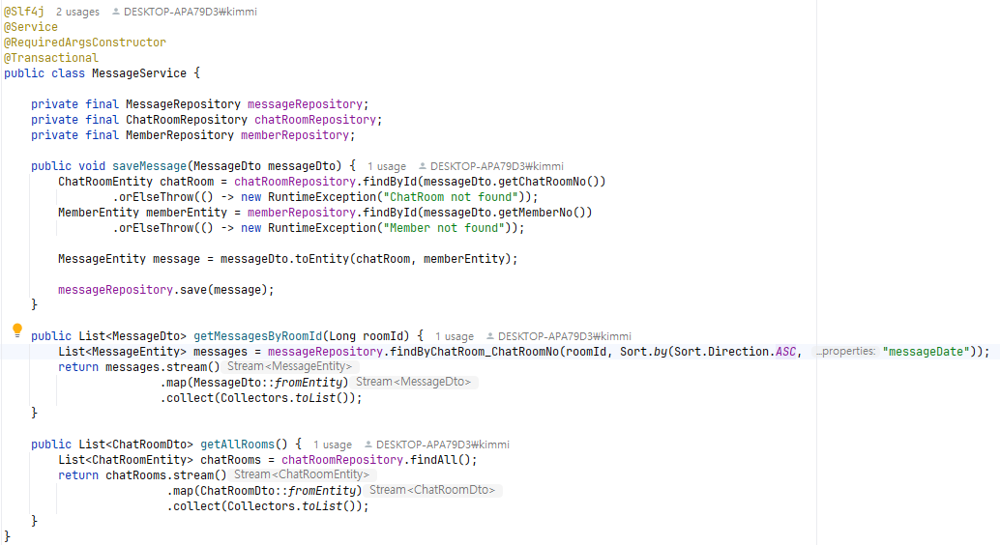 @Slf4j 2 usages DESKTOP-APA79D3₩kimmi
@Service
@RequiredArgsConstructor
@Transactional
public class MessageService {
private final MessageRepository messageRepository;
private final ChatRoomRepository chatRoomRepository;
private final MemberRepository memberRepository;
public void saveMessage(MessageDto messageDto) { 1 usage DESKTOP-APA79D3₩kimmi
ChatRoomEntity chatRoom = chatRoomRepository.findById(messageDto.getChatRoomNo())
.orElseThrow(() -> new RuntimeException("ChatRoom not found"));
MemberEntity memberEntity = memberRepository.findById(messageDto.getMemberNo())
.orElseThrow(() -> new RuntimeException("Member not found"));
MessageEntity message = messageDto.toEntity(chatRoom, memberEntity);
messageRepository.save(message);
}
public List<MessageDto> getMessagesByRoomId(Long roomId) { 1 usage DESKTOP-APA79D3₩kimmi
List<MessageEntity> messages = messageRepository.findByChatRoom_ChatRoomNo(roomId, Sort.by(Sort.Direction.ASC, …properties: "messageDate"));
return messages.stream() Stream<MessageEntity>
.map(MessageDto::fromEntity) Stream<MessageDto>
.collect(Collectors.toList());
}
public List<ChatRoomDto> getAllRooms() { 1 usage DESKTOP-APA79D3₩kimmi
List<ChatRoomEntity> chatRooms = chatRoomRepository.findAll();
return chatRooms.stream() Stream<ChatRoomEntity>
.map(ChatRoomDto::fromEntity) Stream<ChatRoomDto>
.collect(Collectors.toList());
}
}